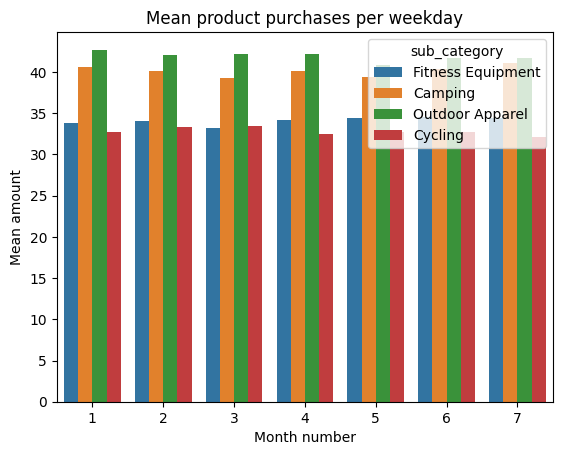 Mean product purchases per weekday
sub_category
Fitness Equipment
Camping
Outdoor Apparel
Cycling
Mean amount
40
35
30
25
20
15
10
5
0
1 2 3 4 5 6 7
Month number